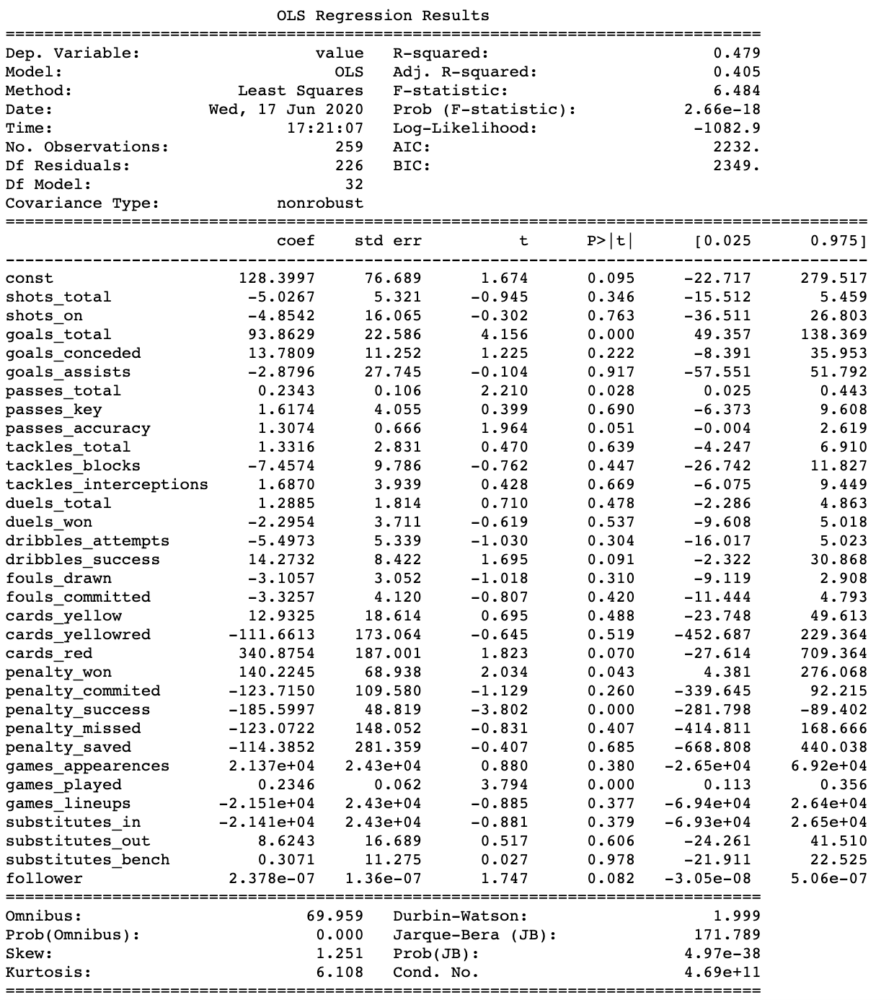 OLS Regression Results
==============================================================================
Dep. Variable: value R-squared: 0.479
Model: OLS Adj. R-squared: 0.405
Method: Least Squares F-statistic: 6.484
Date: Wed, 17 Jun 2020 Prob (F-statistic): 2.66e-18
Time: 17:21:07 Log-Likelihood: -1082.9
No. Observations: 259 AIC: 2232.
Df Residuals: 226 BIC: 2349.
Df Model: 32
Covariance Type: nonrobust
=========================================================================================
coef std err t P>|t| [0.025 0.975]
-----------------------------------------------------------------------------------------
const 128.3997 76.689 1.674 0.095 -22.717 279.517
shots_total -5.0267 5.321 -0.945 0.346 -15.512 5.459
shots_on -4.8542 16.065 -0.302 0.763 -36.511 26.803
goals_total 93.8629 22.586 4.156 0.000 49.357 138.369
goals_conceded 13.7809 11.252 1.225 0.222 -8.391 35.953
goals_assists -2.8796 27.745 -0.104 0.917 -57.551 51.792
passes_total 0.2343 0.106 2.210 0.028 0.025 0.443
passes_key 1.6174 4.055 0.399 0.690 -6.373 9.608
passes_accuracy 1.3074 0.666 1.964 0.051 -0.004 2.619
tackles_total 1.3316 2.831 0.470 0.639 -4.247 6.910
tackles_blocks -7.4574 9.786 -0.762 0.447 -26.742 11.827
tackles_interceptions 1.6870 3.939 0.428 0.669 -6.075 9.449
duels_total 1.2885 1.814 0.710 0.478 -2.286 4.863
duels_won -2.2954 3.711 -0.619 0.537 -9.608 5.018
dribbles_attempts -5.4973 5.339 -1.030 0.304 -16.017 5.023
dribbles_success 14.2732 8.422 1.695 0.091 -2.322 30.868
fouls_drawn -3.1057 3.052 -1.018 0.310 -9.119 2.908
fouls_committed -3.3257 4.120 -0.807 0.420 -11.444 4.793
cards_yellow 12.9325 18.614 0.695 0.488 -23.748 49.613
cards_yellowred -111.6613 173.064 -0.645 0.519 -452.687 229.364
cards_red 340.8754 187.001 1.823 0.070 -27.614 709.364
penalty_won 140.2245 68.938 2.034 0.043 4.381 276.068
penalty_commited -123.7150 109.580 -1.129 0.260 -339.645 92.215
penalty_success -185.5997 48.819 -3.802 0.000 -281.798 -89.402
penalty_missed -123.0722 148.052 -0.831 0.407 -414.811 168.666
penalty_saved -114.3852 281.359 -0.407 0.685 -668.808 440.038
games_appearences 2.137e+04 2.43e+04 0.880 0.380 -2.65e+04 6.92e+04
games_played 0.2346 0.062 3.794 0.000 0.113 0.356
games_lineups -2.151e+04 2.43e+04 -0.885 0.377 -6.94e+04 2.64e+04
substitutes_in -2.141e+04 2.43e+04 -0.881 0.379 -6.93e+04 2.65e+04
substitutes_out 8.6243 16.689 0.517 0.606 -24.261 41.510
substitutes_bench 0.3071 11.275 0.027 0.978 -21.911 22.525
follower 2.378e-07 1.36e-07 1.747 0.082 -3.05e-08 5.06e-07
==============================================================================
Omnibus: 69.959 Durbin-Watson: 1.999
Prob(Omnibus): 0.000 Jarque-Bera (JB): 171.789
Skew: 1.251 Prob(JB): 4.97e-38
Kurtosis: 6.108 Cond. No. 4.69e+11
==============================================================================